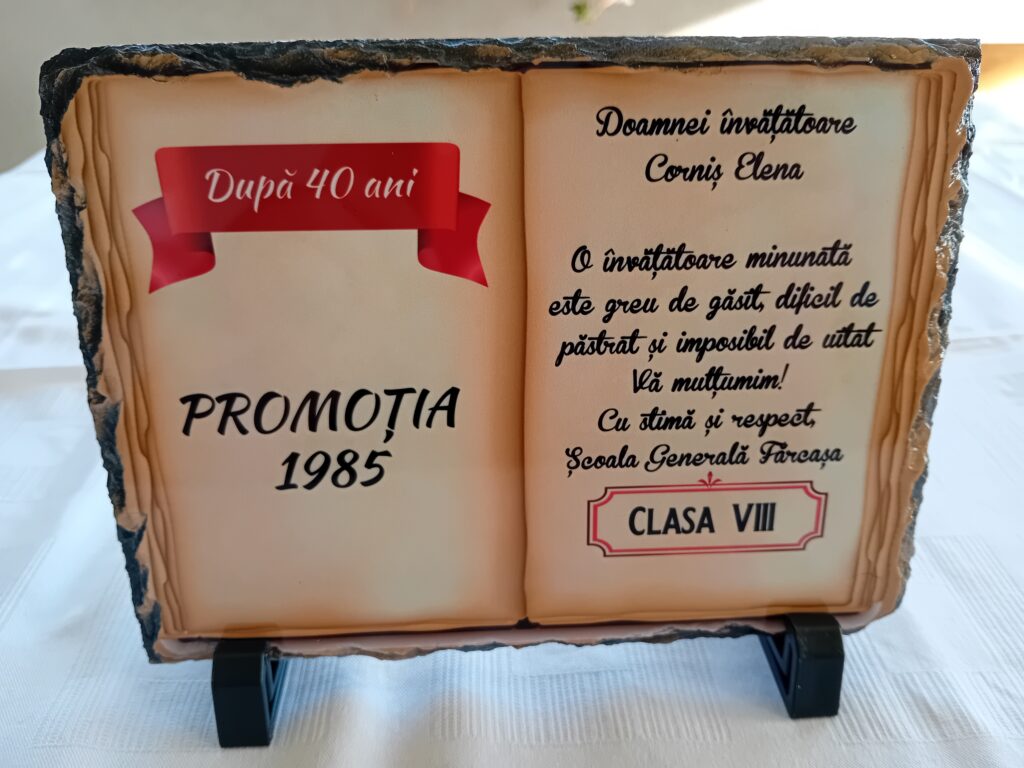 După 40 ani
PROMOȚIA
1985
Doamnei învățătoare
Corniș Elena
O învățătoare minunată
este greu de găsit, dificil de
păstrat și imposibil de uitat
Vă mutțumim!
Cu stimă și respect,
Școala Generală Fărcașa
CLASA VIII